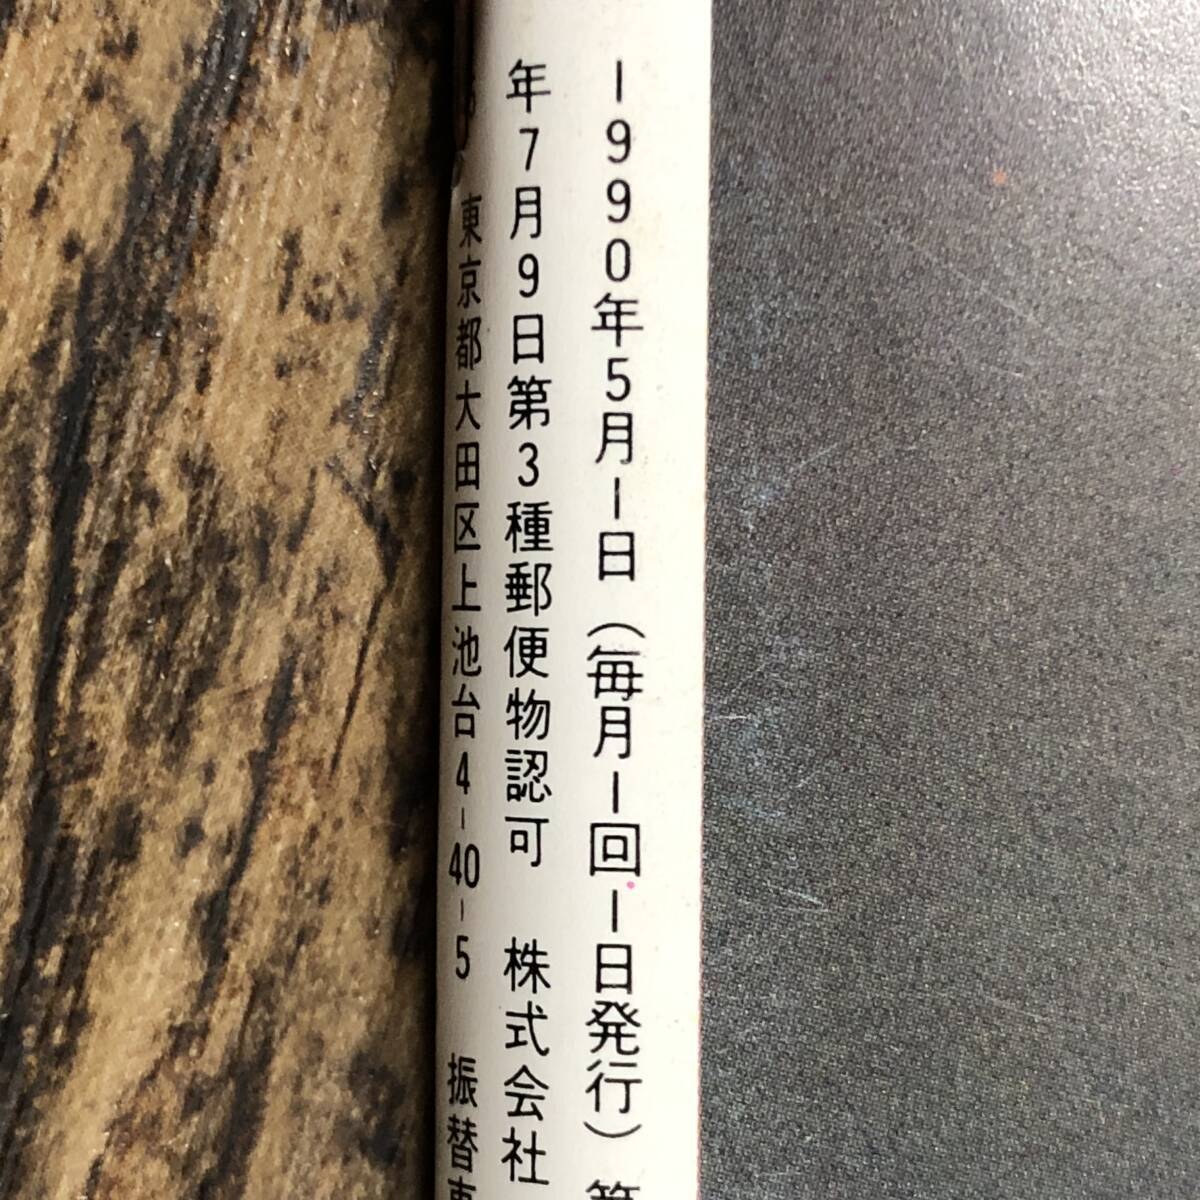 1990年5月1日（毎月1回1日発行）第
年7月9日第3種郵便物認可 株式会社
東京都大田区上池台4-40-5 振替東